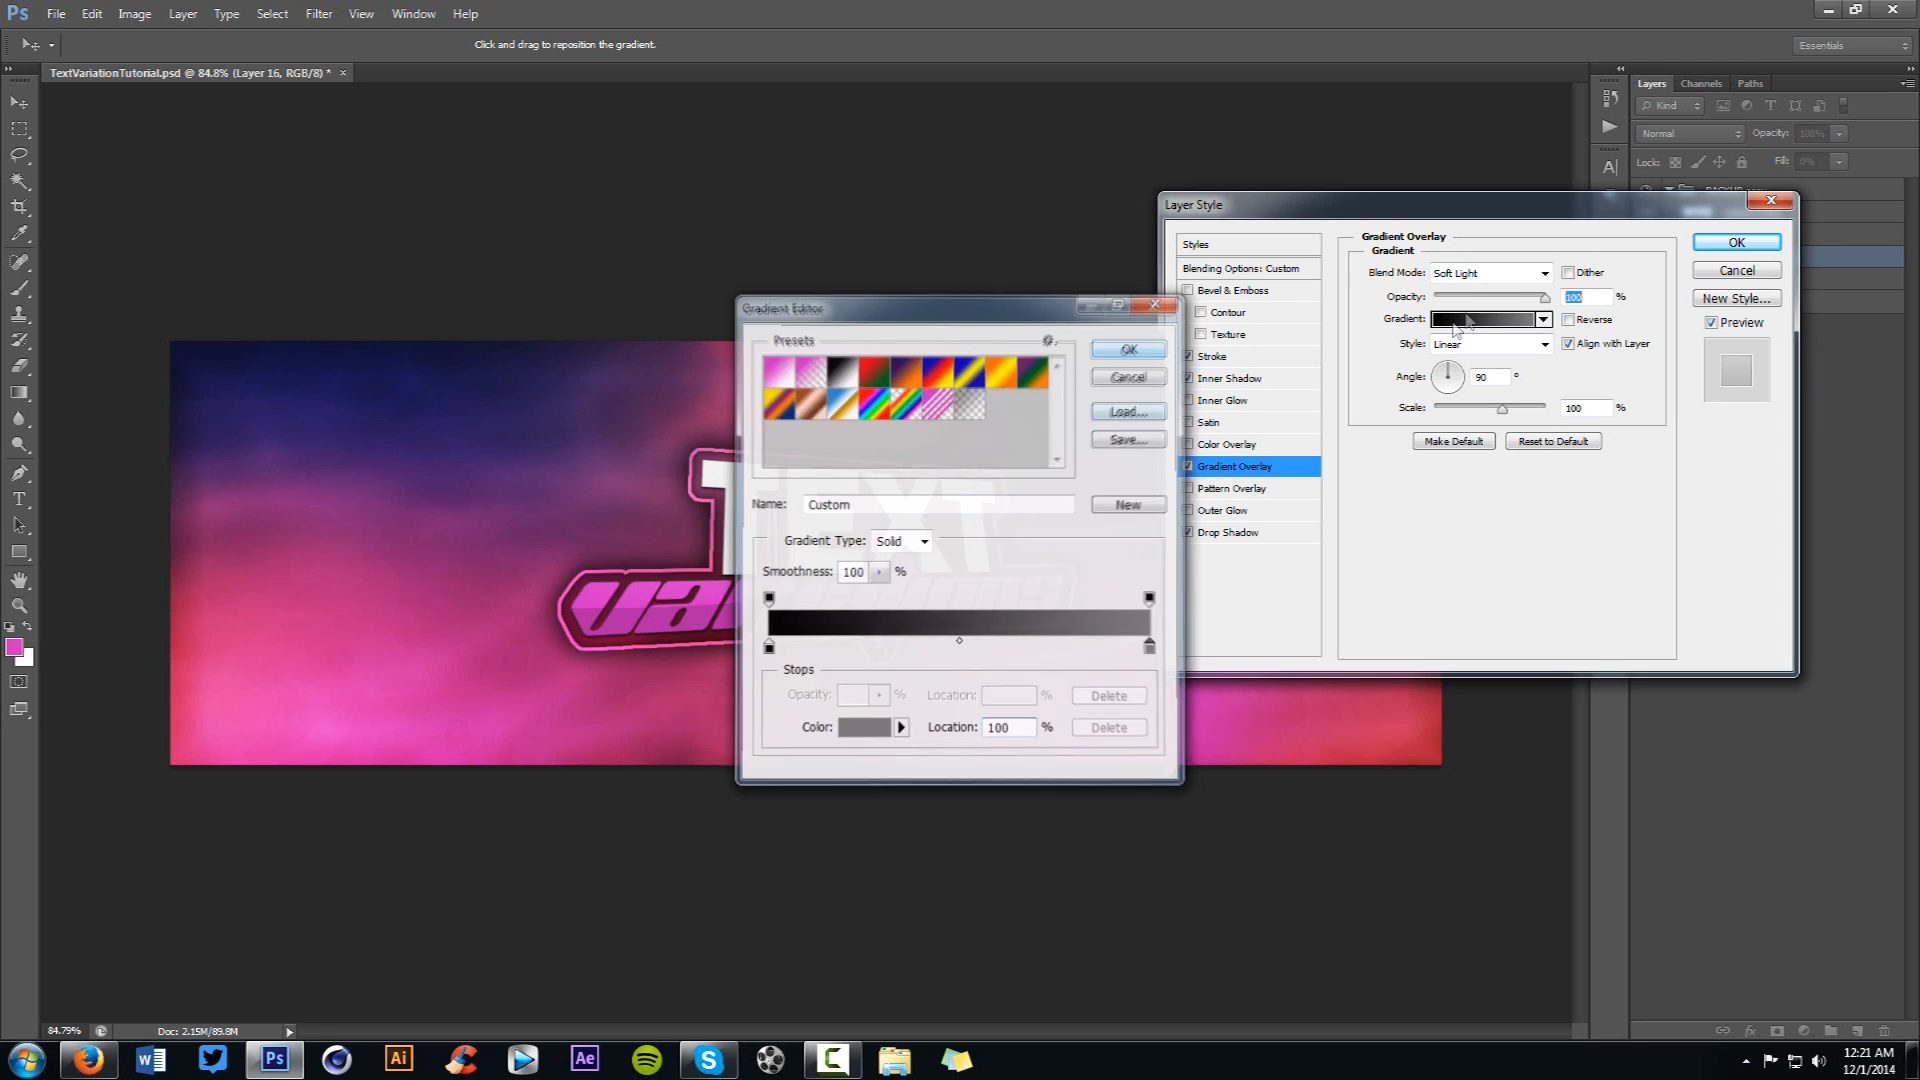 Ps File Edit Image Layer Type Select Filter View Window Help
Click and drag to reposition the gradient.
Essentials
TextVariationTutorial.psd @ 84.8% (Layer 16, RGB/8) * ×
Layers Channels Paths
Kind
Normal Opacity: 100%
Lock: Fill: 0%
Layer Style
Styles
Blending Options: Custom
Bevel & Emboss
Contour
Texture
Stroke
Inner Shadow
Inner Glow
Satin
Color Overlay
Gradient Overlay
Pattern Overlay
Outer Glow
Drop Shadow
Gradient Overlay
Gradient
Blend Mode: Soft Light Dither
Opacity: 100 %
Gradient: Reverse
Style: Linear Align with Layer
Angle: 90 °
Scale: 100 %
Make Default Reset to Default
OK
Cancel
New Style...
Preview
Gradient Editor
Presets
OK
Cancel
Load...
Save...
Name: Custom New
Gradient Type: Solid
Smoothness: 100 %
Stops
Opacity: % Location: % Delete
Color: Location: 100 % Delete
TEXT
84.79% Doc: 2.15M/89.8M
Ps Ai Ae
12:21 AM
12/1/2014